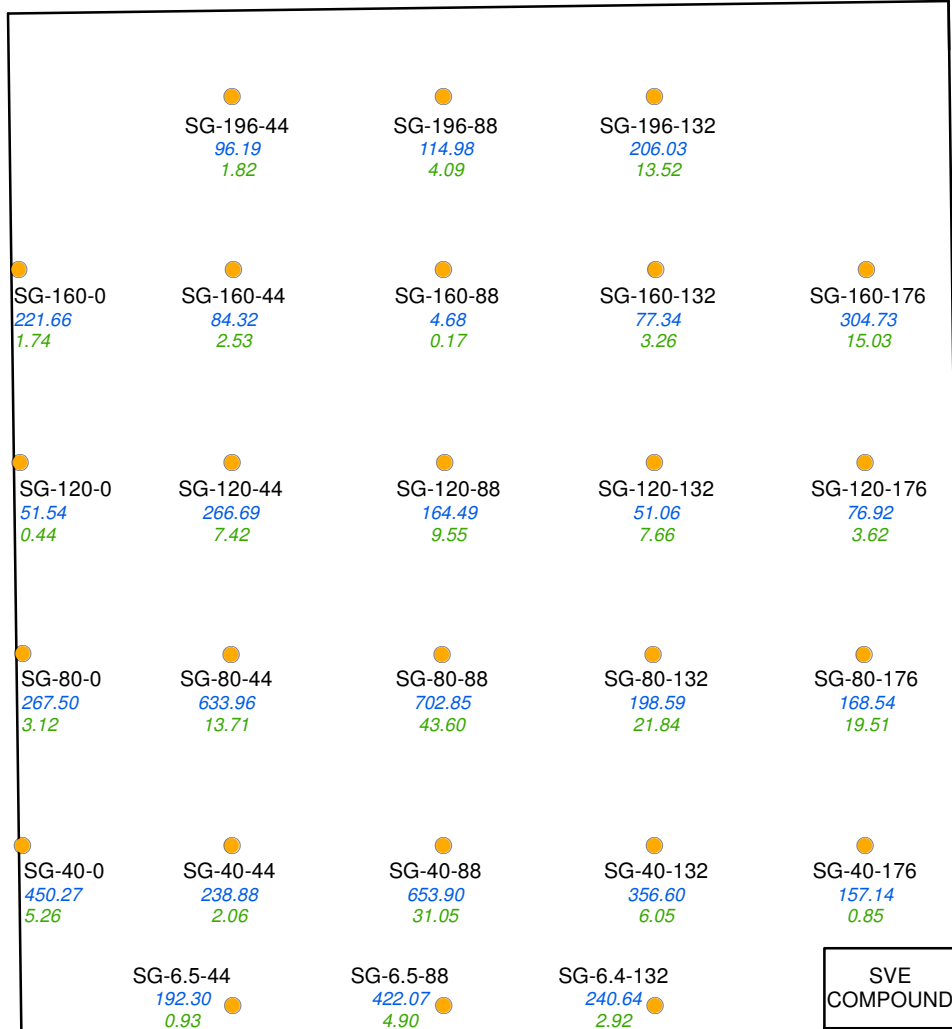 SG-196-44
96.19
1.82
SG-196-88
114.98
4.09
SG-196-132
206.03
13.52
SG-160-0
221.66
1.74
SG-160-44
84.32
2.53
SG-160-88
4.68
0.17
SG-160-132
77.34
3.26
SG-160-176
304.73
15.03
SG-120-0
51.54
0.44
SG-120-44
266.69
7.42
SG-120-88
164.49
9.55
SG-120-132
51.06
7.66
SG-120-176
76.92
3.62
SG-80-0
267.50
3.12
SG-80-44
633.96
13.71
SG-80-88
702.85
43.60
SG-80-132
198.59
21.84
SG-80-176
168.54
19.51
SG-40-0
450.27
5.26
SG-40-44
238.88
2.06
SG-40-88
653.90
31.05
SG-40-132
356.60
6.05
SG-40-176
157.14
0.85
SG-6.5-44
192.30
0.93
SG-6.5-88
422.07
4.90
SG-6.4-132
240.64
2.92
SVE
COMPOUND